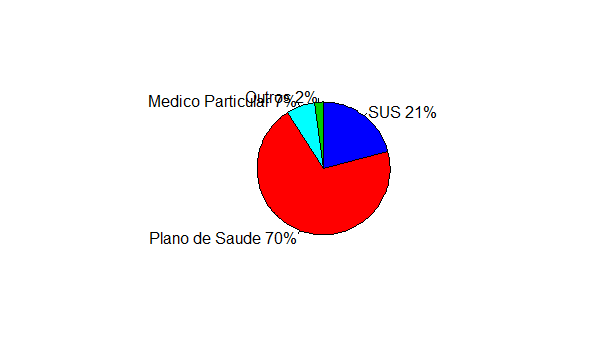 Outros 2%
Medico Particular 7%
SUS 21%
Plano de Saude 70%